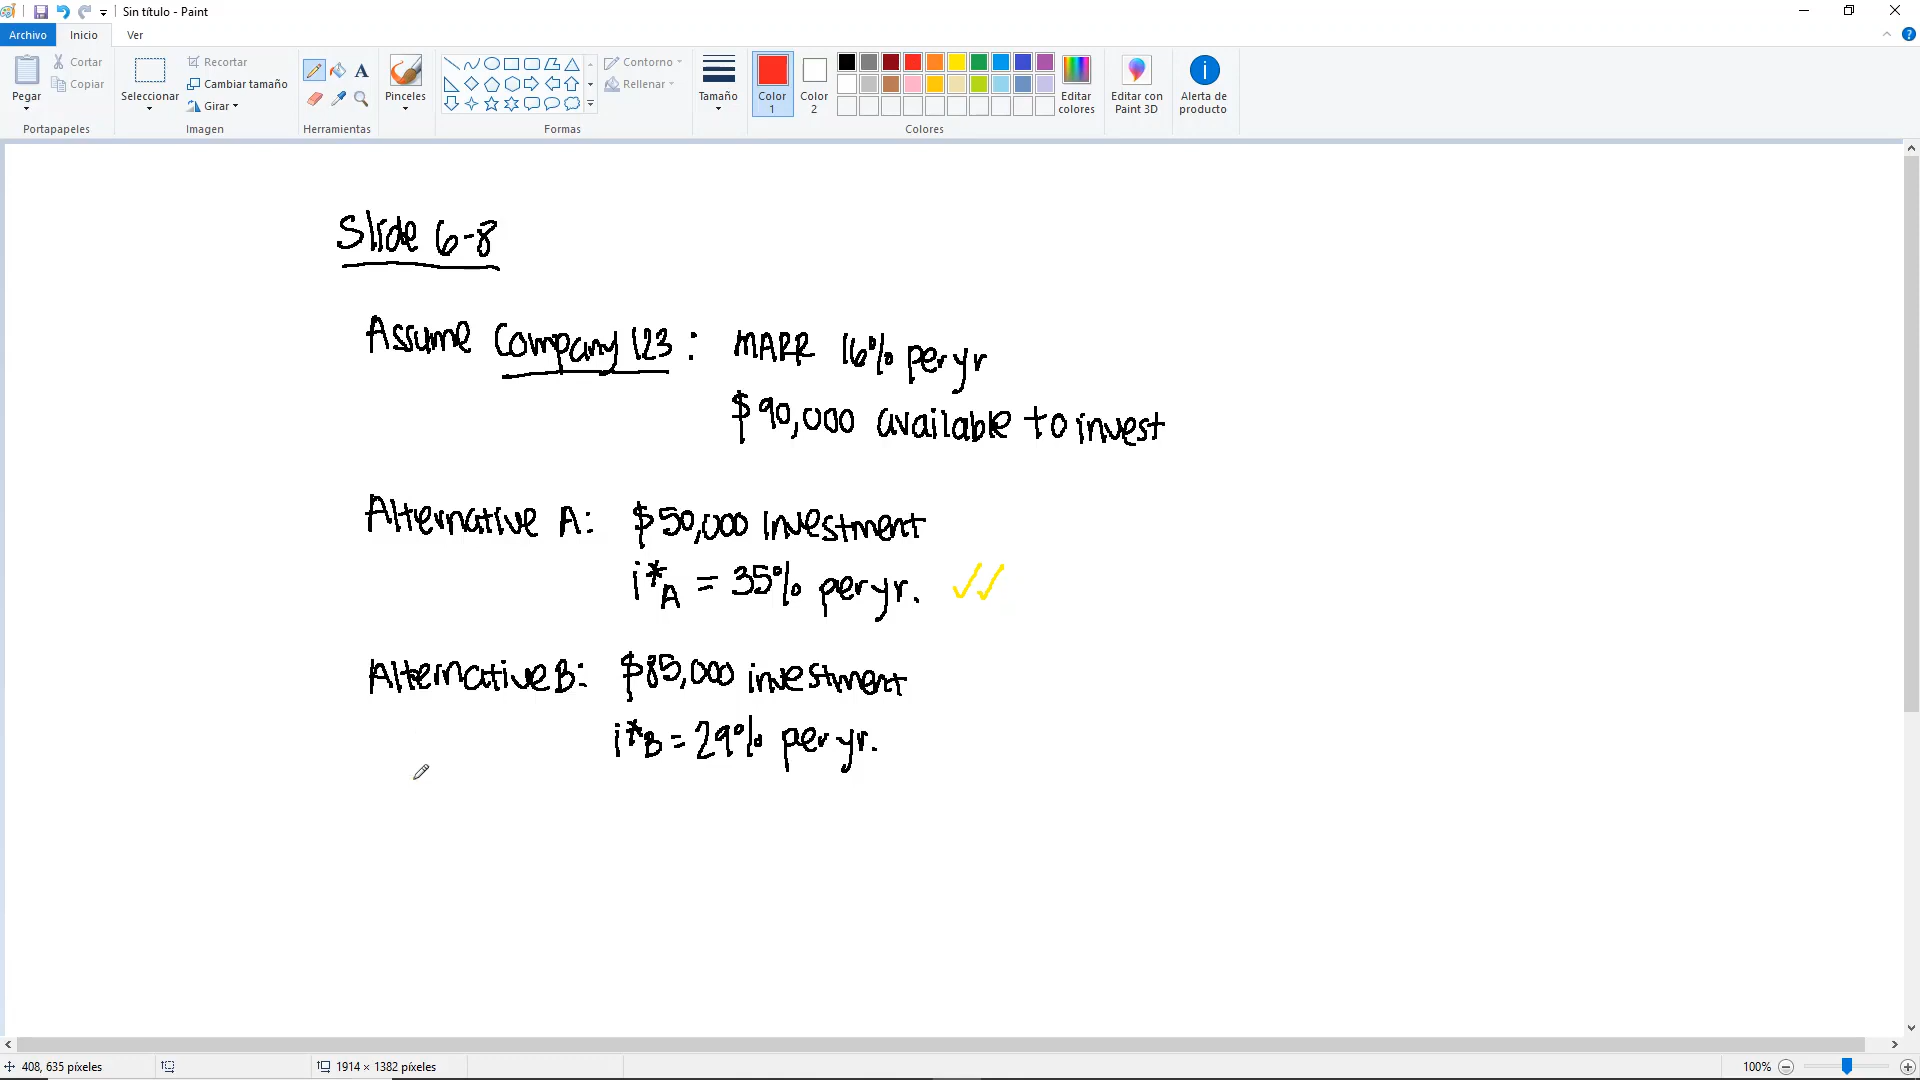 Sin título - Paint
Archivo
Inicio
Ver
Pegar
Cortar
Copiar
Portapapeles
Seleccionar
Recortar
Cambiar tamaño
Girar
Imagen
Herramientas
Pinceles
Contorno
Rellenar
Formas
Tamaño
Color 1
Color 2
Editar colores
Colores
Editar con Paint 3D
Alerta de producto
Slide 6-8
Assume Company 123: MARR 16% per yr
$90,000 available to invest
Alternative A: $50,000 investment
i*A = 35% per yr.
Alternative B: $85,000 investment
i*B = 29% per yr.
408, 635 píxeles
1914 × 1382 píxeles
100%